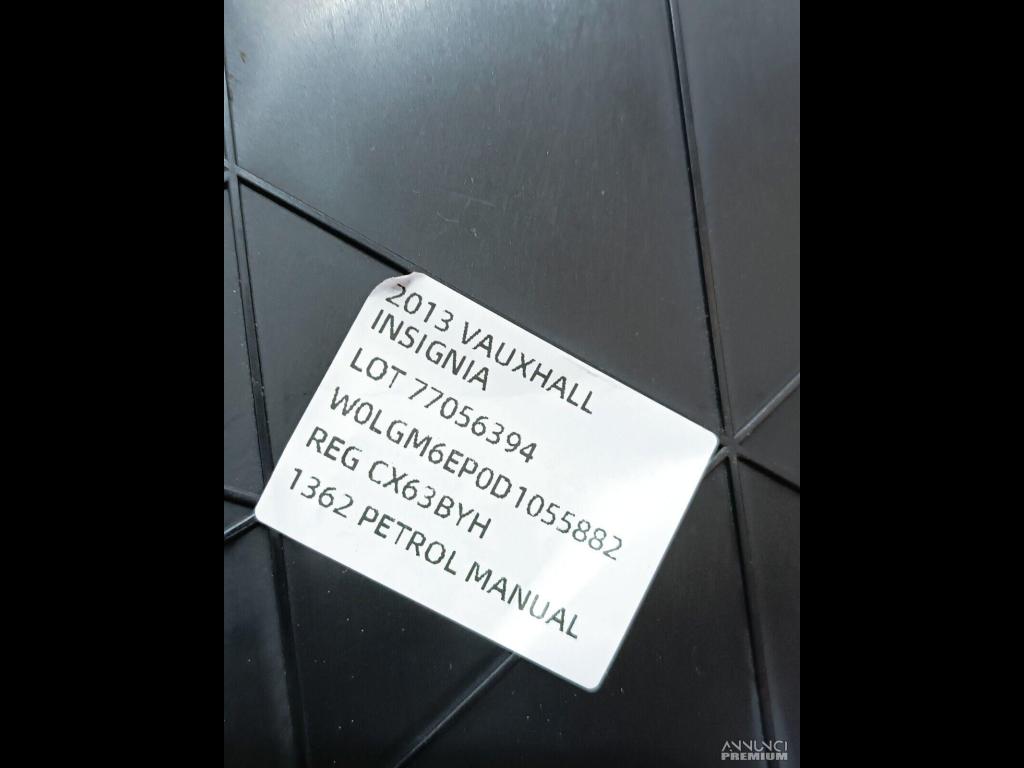 2013 VAUXHALL
INSIGNIA
LOT 77056394
W0LGM6EP0D1055882
REG CX63BYH
1362 PETROL MANUAL
ANNUNCI
PREMIUM